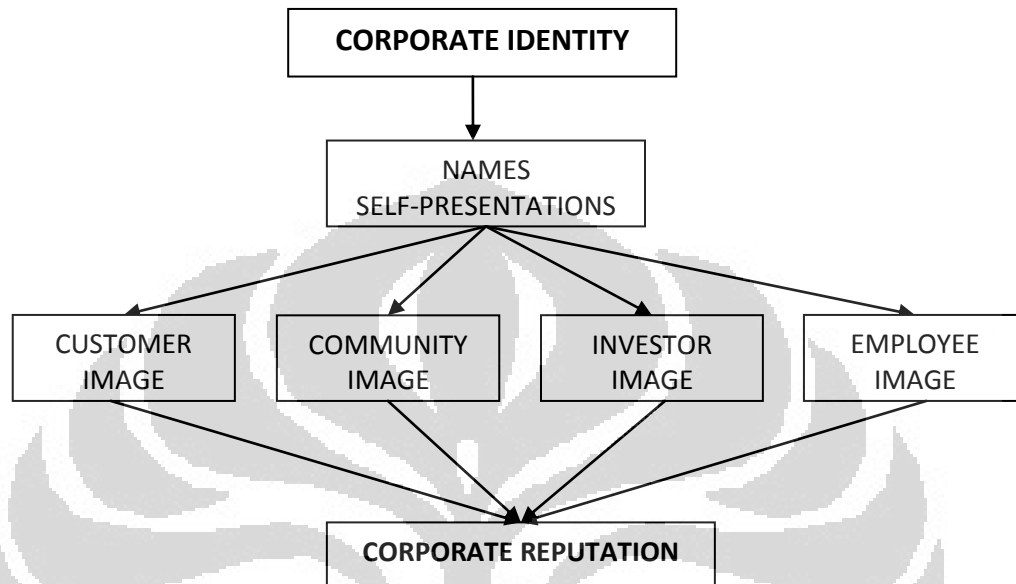 CORPORATE IDENTITY
NAMES
SELF-PRESENTATIONS
CUSTOMER
IMAGE
COMMUNITY
IMAGE
INVESTOR
IMAGE
EMPLOYEE
IMAGE
CORPORATE REPUTATION